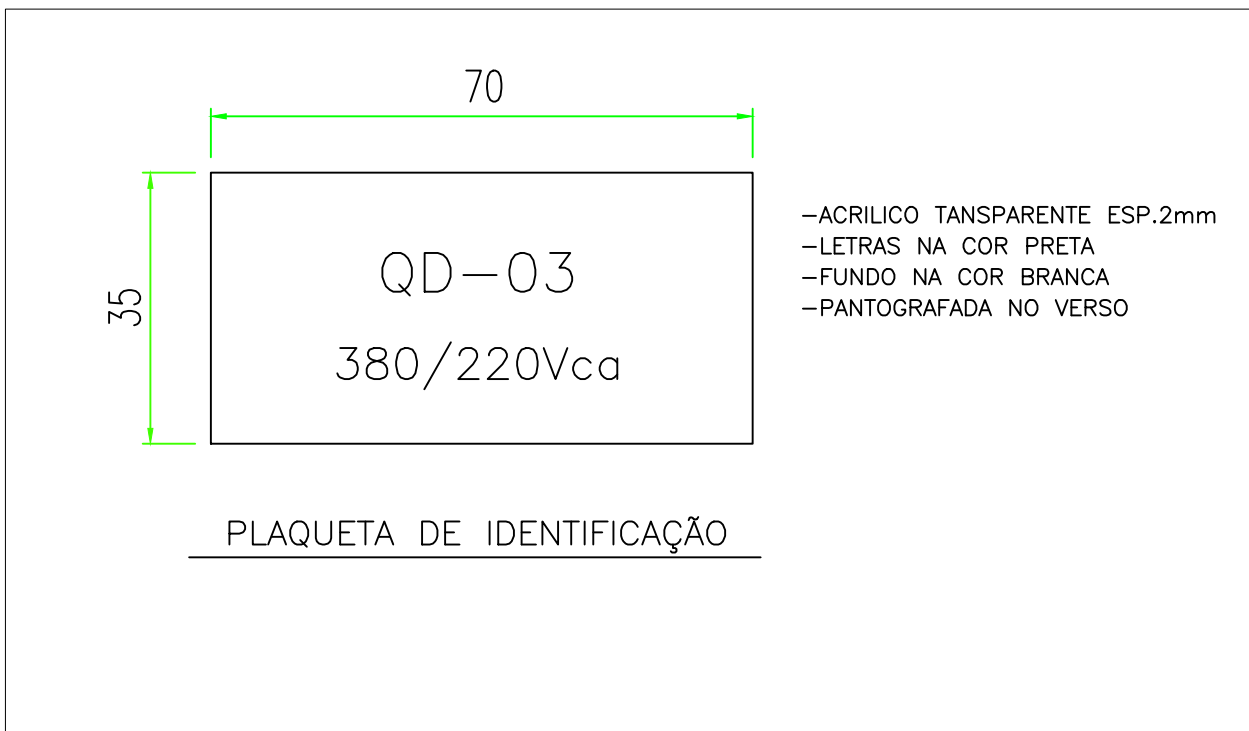 70
35
QD-03
380/220Vca
-ACRILICO TANSPARENTE ESP.2mm
-LETRAS NA COR PRETA
-FUNDO NA COR BRANCA
-PANTOGRAFADA NO VERSO
PLAQUETA DE IDENTIFICAÇÃO